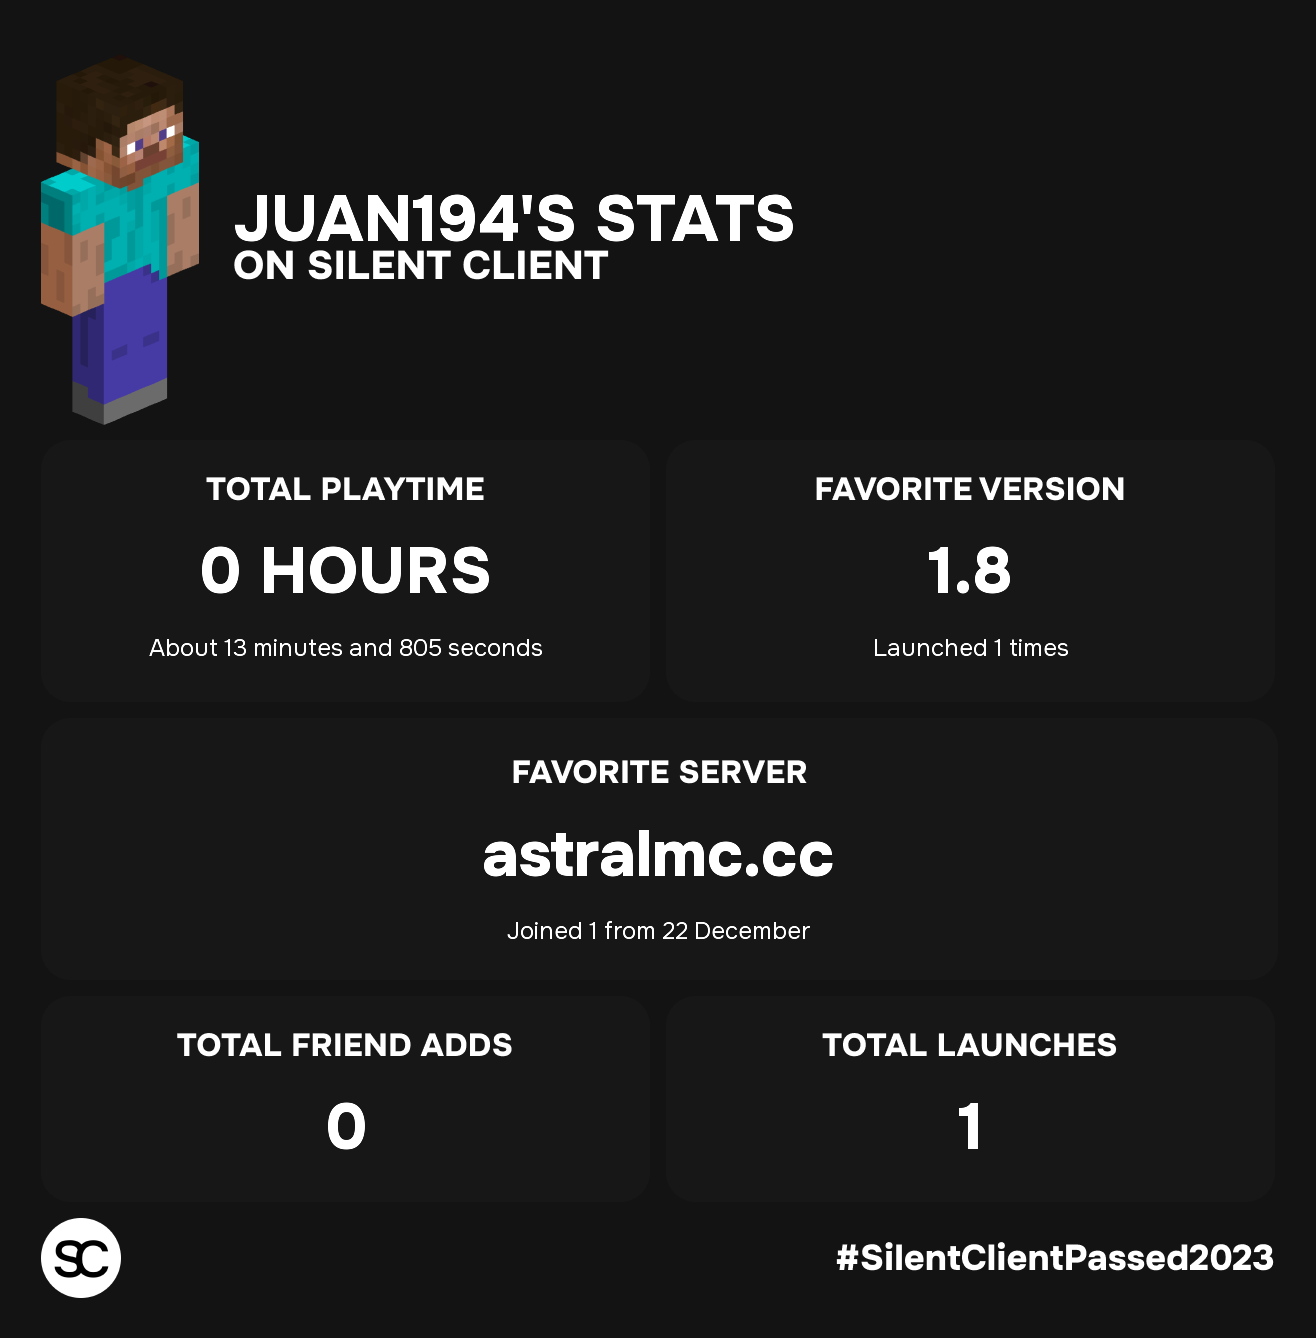 JUAN194'S STATS
ON SILENT CLIENT
TOTAL PLAYTIME
0 HOURS
About 13 minutes and 805 seconds
FAVORITE VERSION
1.8
Launched 1 times
FAVORITE SERVER
astralmc.cc
Joined 1 from 22 December
TOTAL FRIEND ADDS
0
TOTAL LAUNCHES
1
SC
#SilentClientPassed2023